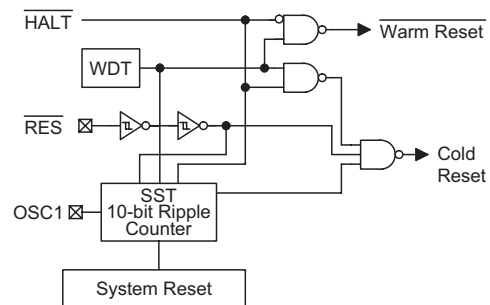 HALT
Warm Reset
WDT
RES
Cold
Reset
SST
10-bit Ripple
Counter
OSC1
System Reset